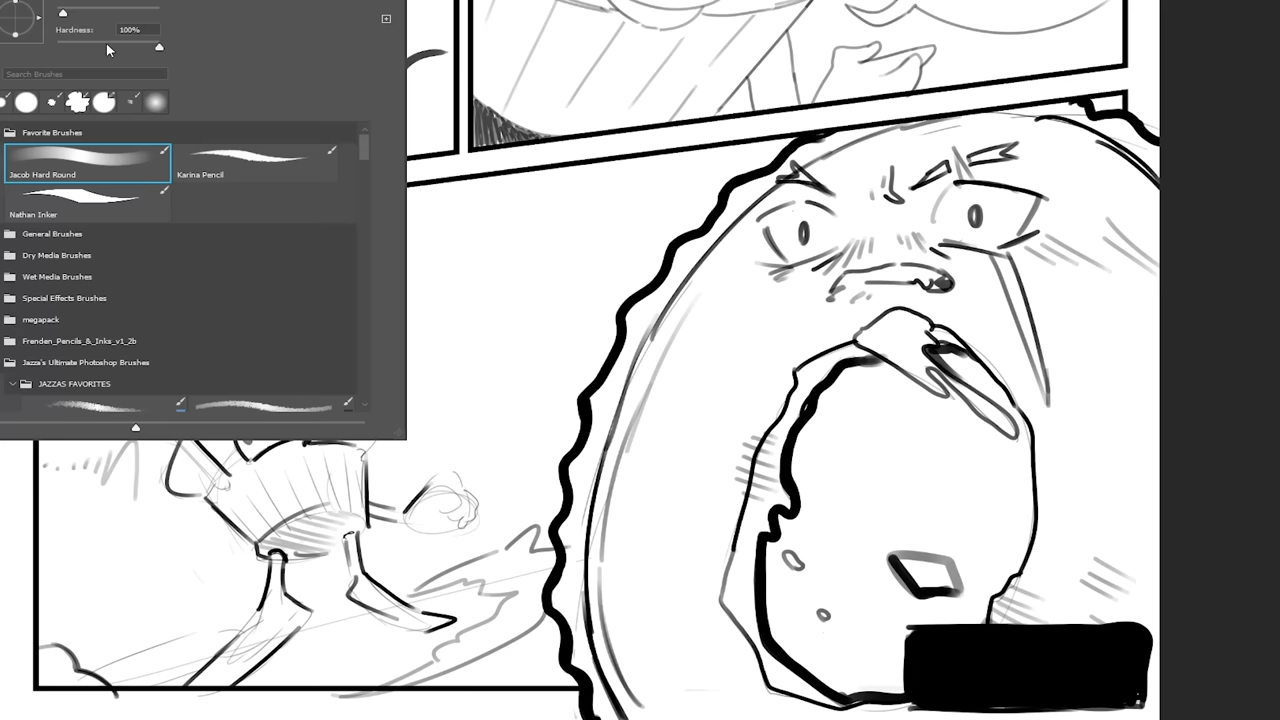 Hardness: 100%
Search Brushes
Favorite Brushes
Jacob Hard Round
Karina Pencil
Nathan Inker
General Brushes
Dry Media Brushes
Wet Media Brushes
Special Effects Brushes
megapack
Frenden_Pencils_&_Inks_v1_2b
Jazza's Ultimate Photoshop Brushes
JAZZAS FAVORITES